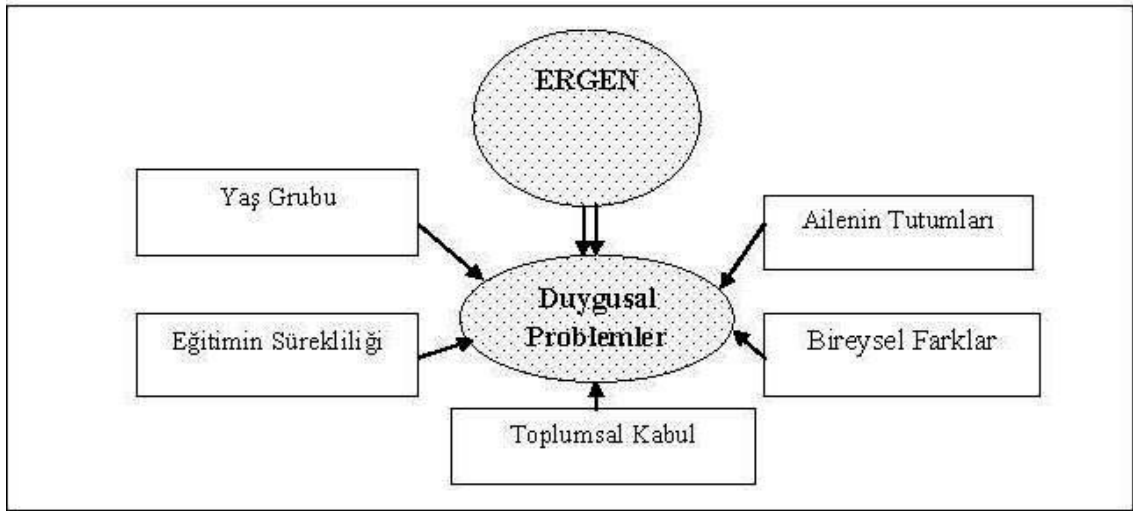 ERGEN
Yaş Grubu
Ailenin Tutumları
Duygusal
Problemler
Eğitimin Sürekliliği
Bireysel Farklar
Toplumsal Kabul